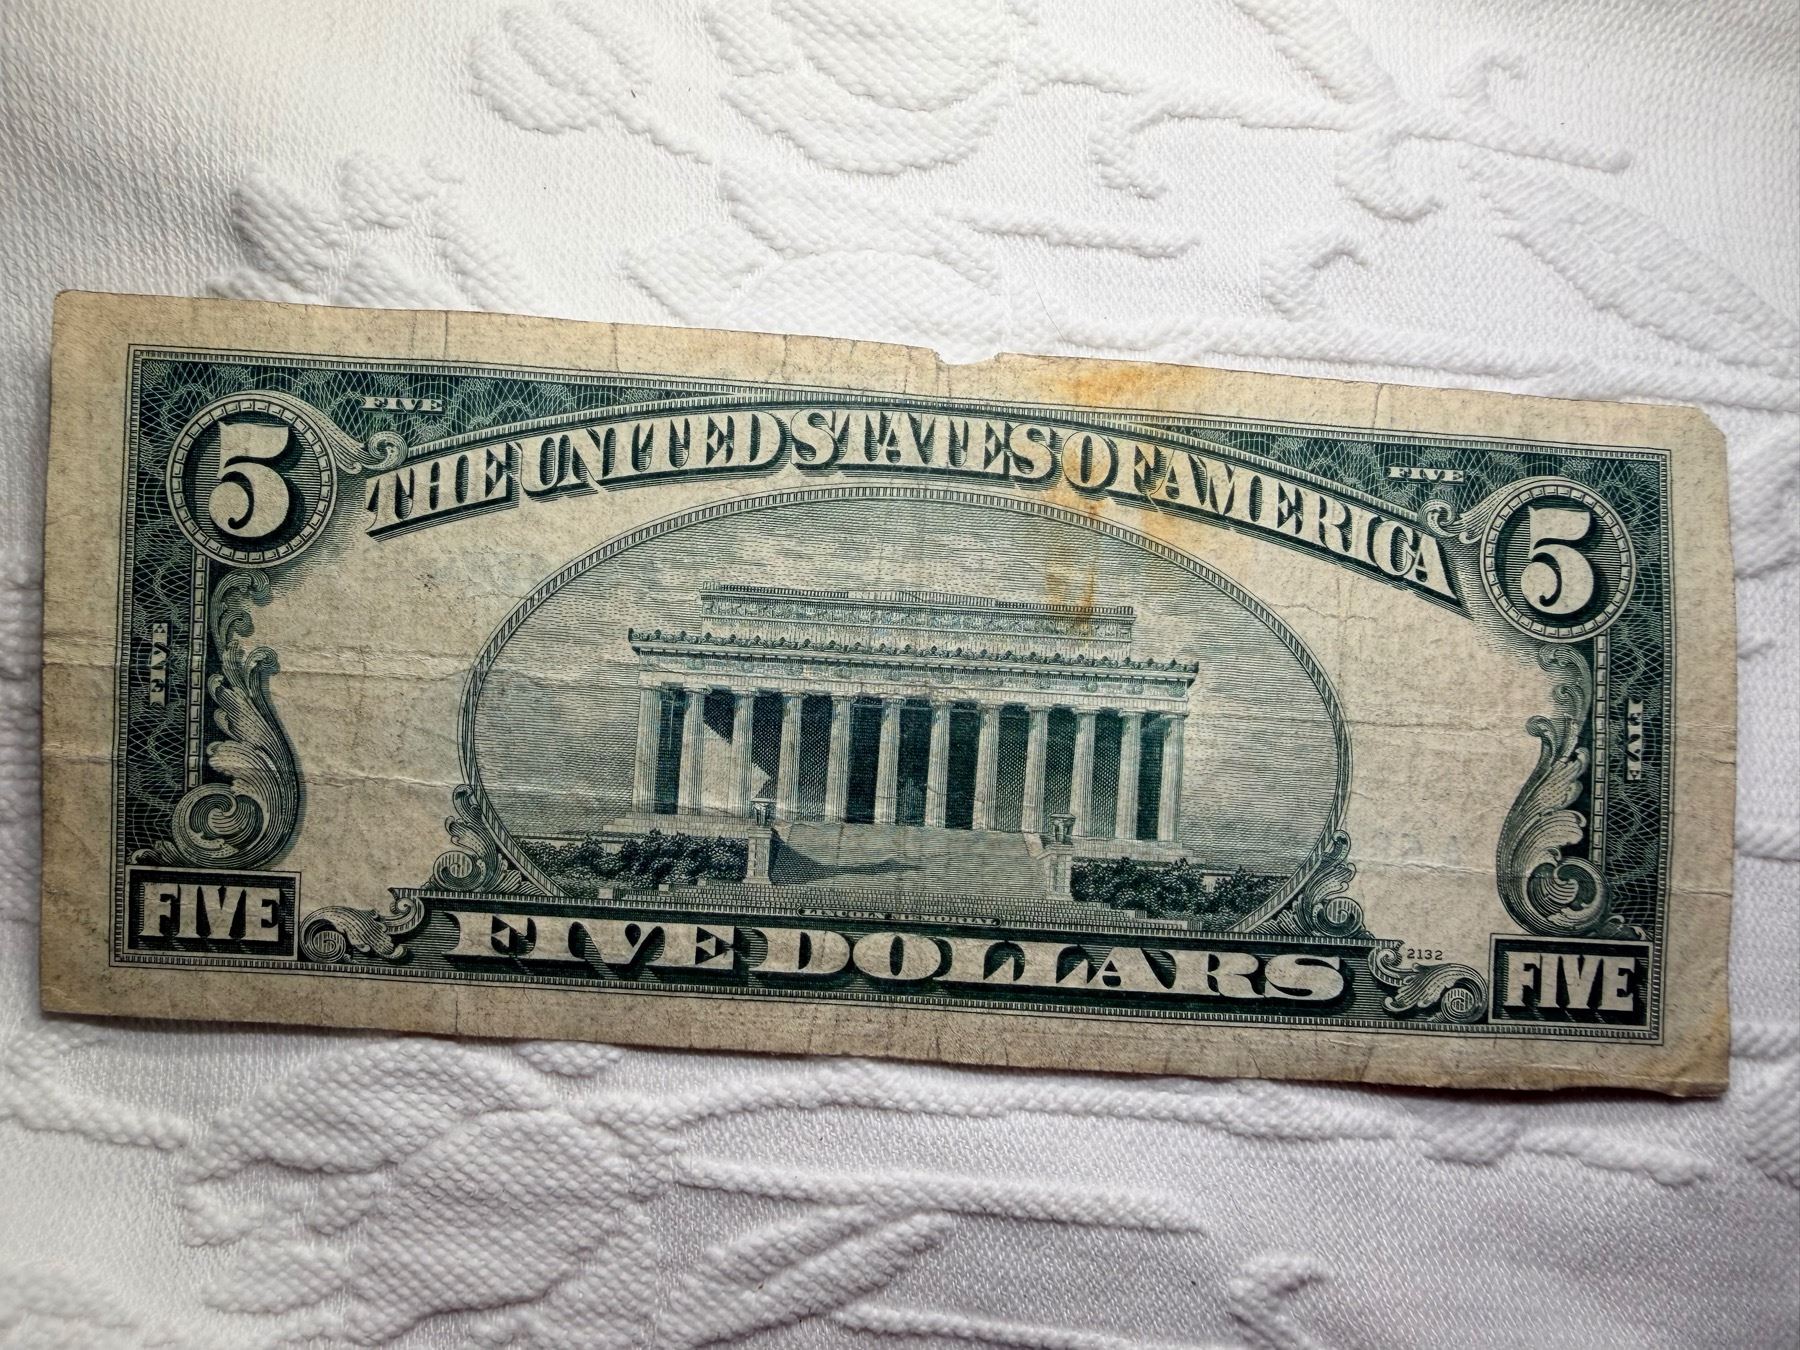 FIVE
FIVE
5
THE UNITED STATES OF AMERICA
5
FIVE
FIVE
LINCOLN MEMORIAL
FIVE
FIVE DOLLARS
2132
FIVE